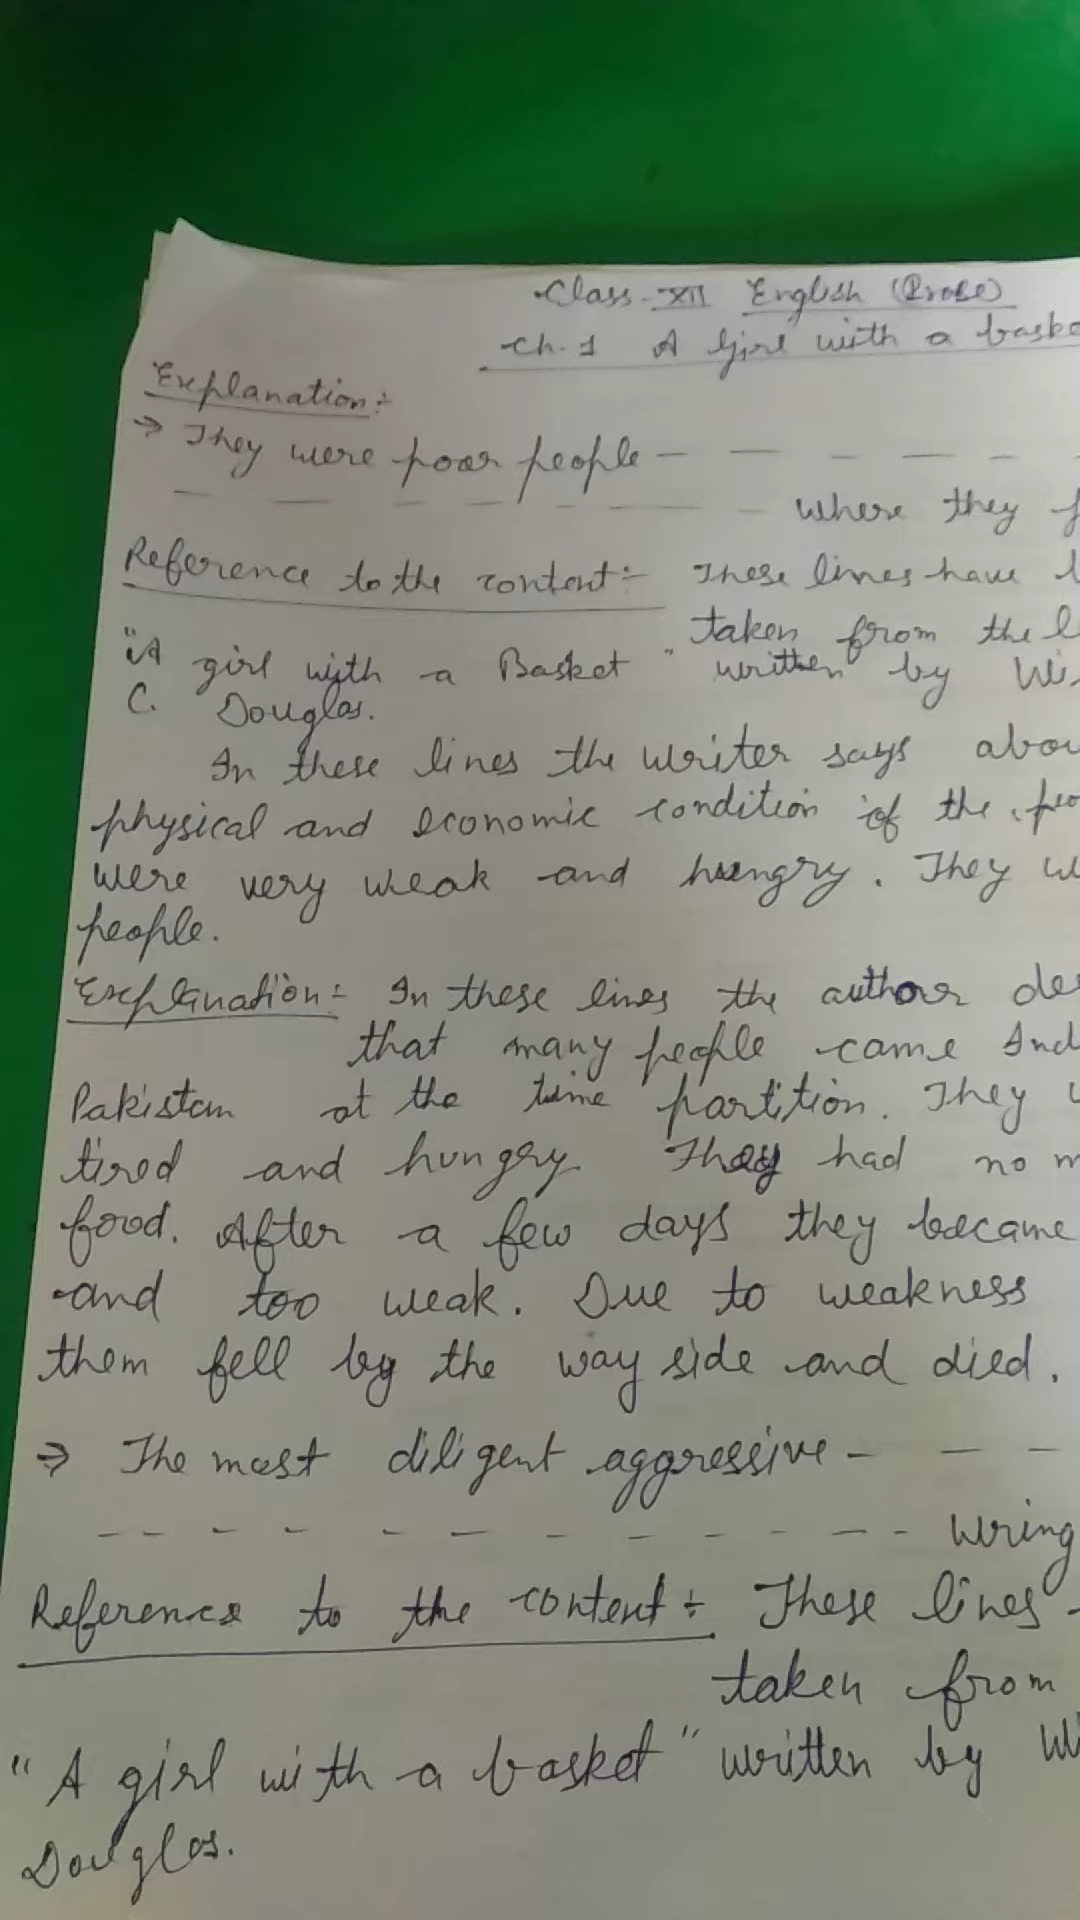 Class-XII English (Prose)
Ch. 1 A Girl with a
Explanation:-
→ They were poor people - - - - - -
- - - - - - - where they
Reference to the content:- These lines have
taken from the
"A girl with a Basket" written by
C. Douglas.
In these lines the writer says
physical and economic condition of the
were very weak and hungry. They
people.
Explanation:- In these lines the author
that many people came
Pakistan at the time partition. They
tired and hungry. They had no
food. After a few days they became
and too weak. Due to weakness
them fell by the way side and died.
⇒ The most diligent aggressive - - -
- - - - - - - - - - - - wring
Reference to the content:- These lines
taken from
"A girl with a basket" written by
Douglas.